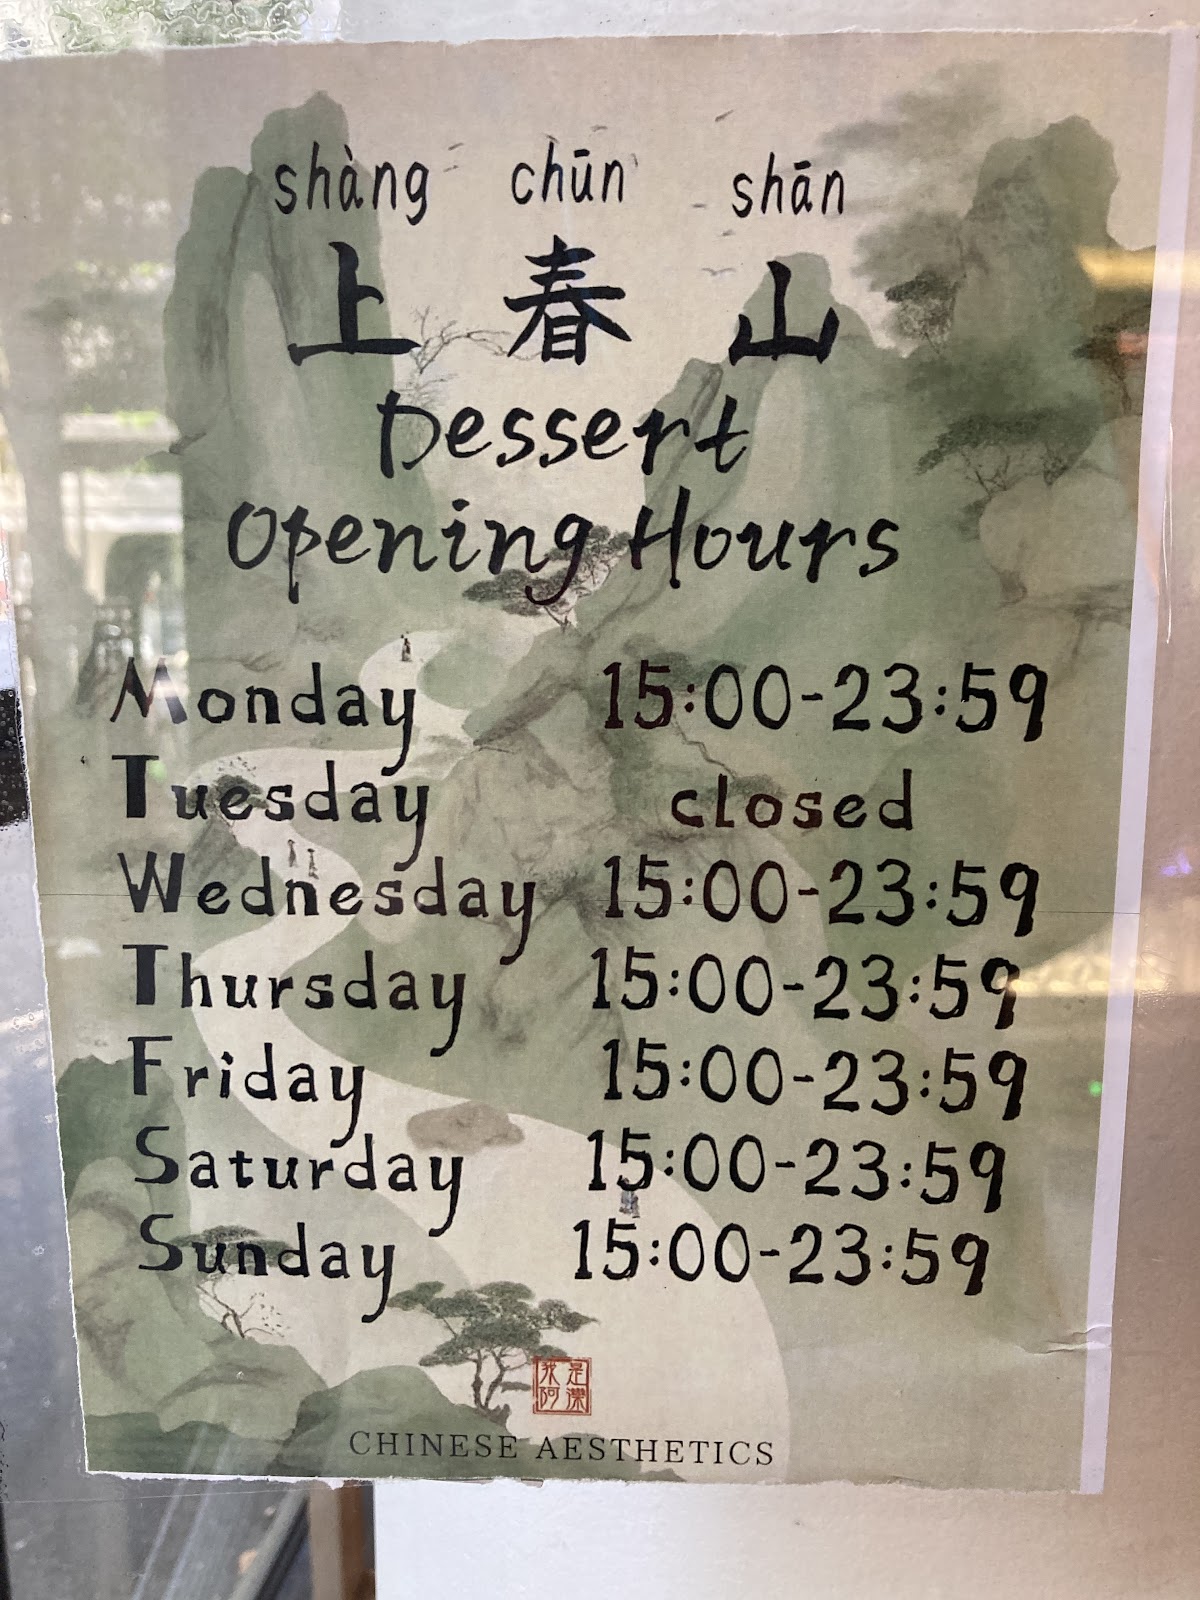 shàng chūn shān
上 春 山
Dessert
Opening Hours
Monday 15:00-23:59
Tuesday closed
Wednesday 15:00-23:59
Thursday 15:00-23:59
Friday 15:00-23:59
Saturday 15:00-23:59
Sunday 15:00-23:59
CHINESE AESTHETICS